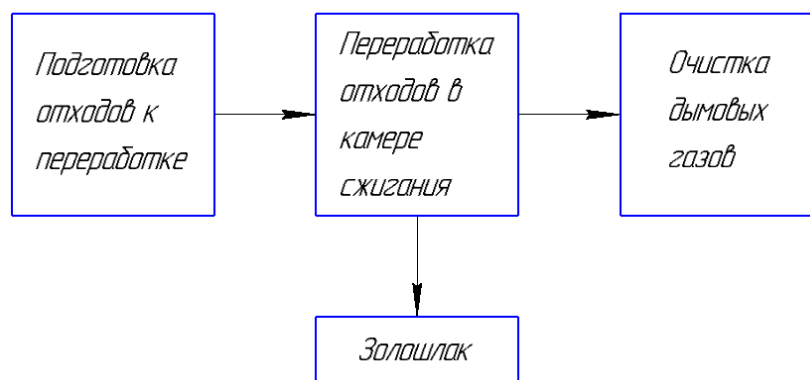 Подготовка
отходов к
переработке
Переработка
отходов в
камере
сжигания
Очистка
дымовых
газов
Золошлак